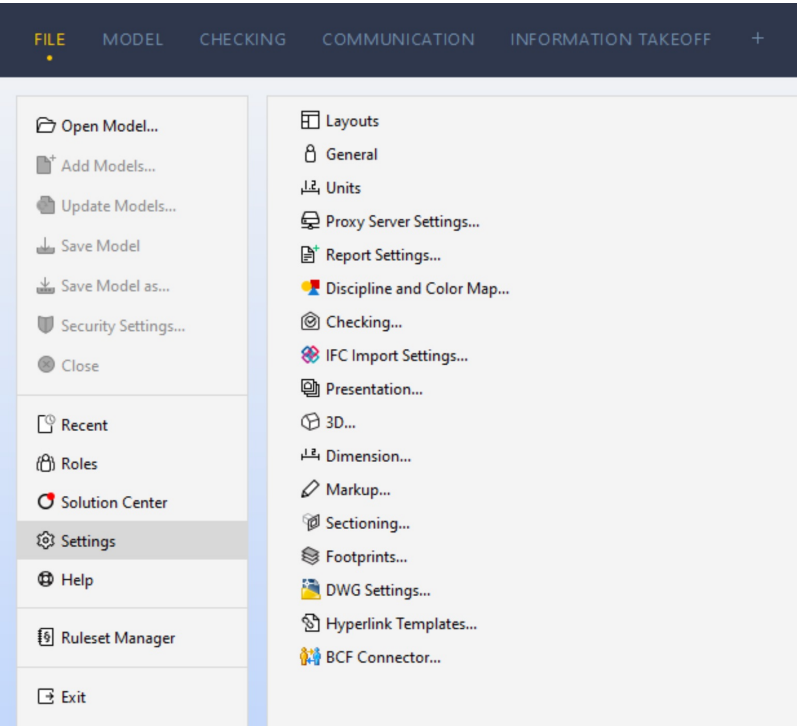 FILE MODEL CHECKING COMMUNICATION INFORMATION TAKEOFF +
Open Model...
Add Models...
Update Models...
Save Model
Save Model as...
Security Settings...
Close
Recent
Roles
Solution Center
Settings
Help
Ruleset Manager
Exit
Layouts
General
Units
Proxy Server Settings...
Report Settings...
Discipline and Color Map...
Checking...
IFC Import Settings...
Presentation...
3D...
Dimension...
Markup...
Sectioning...
Footprints...
DWG Settings...
Hyperlink Templates...
BCF Connector...